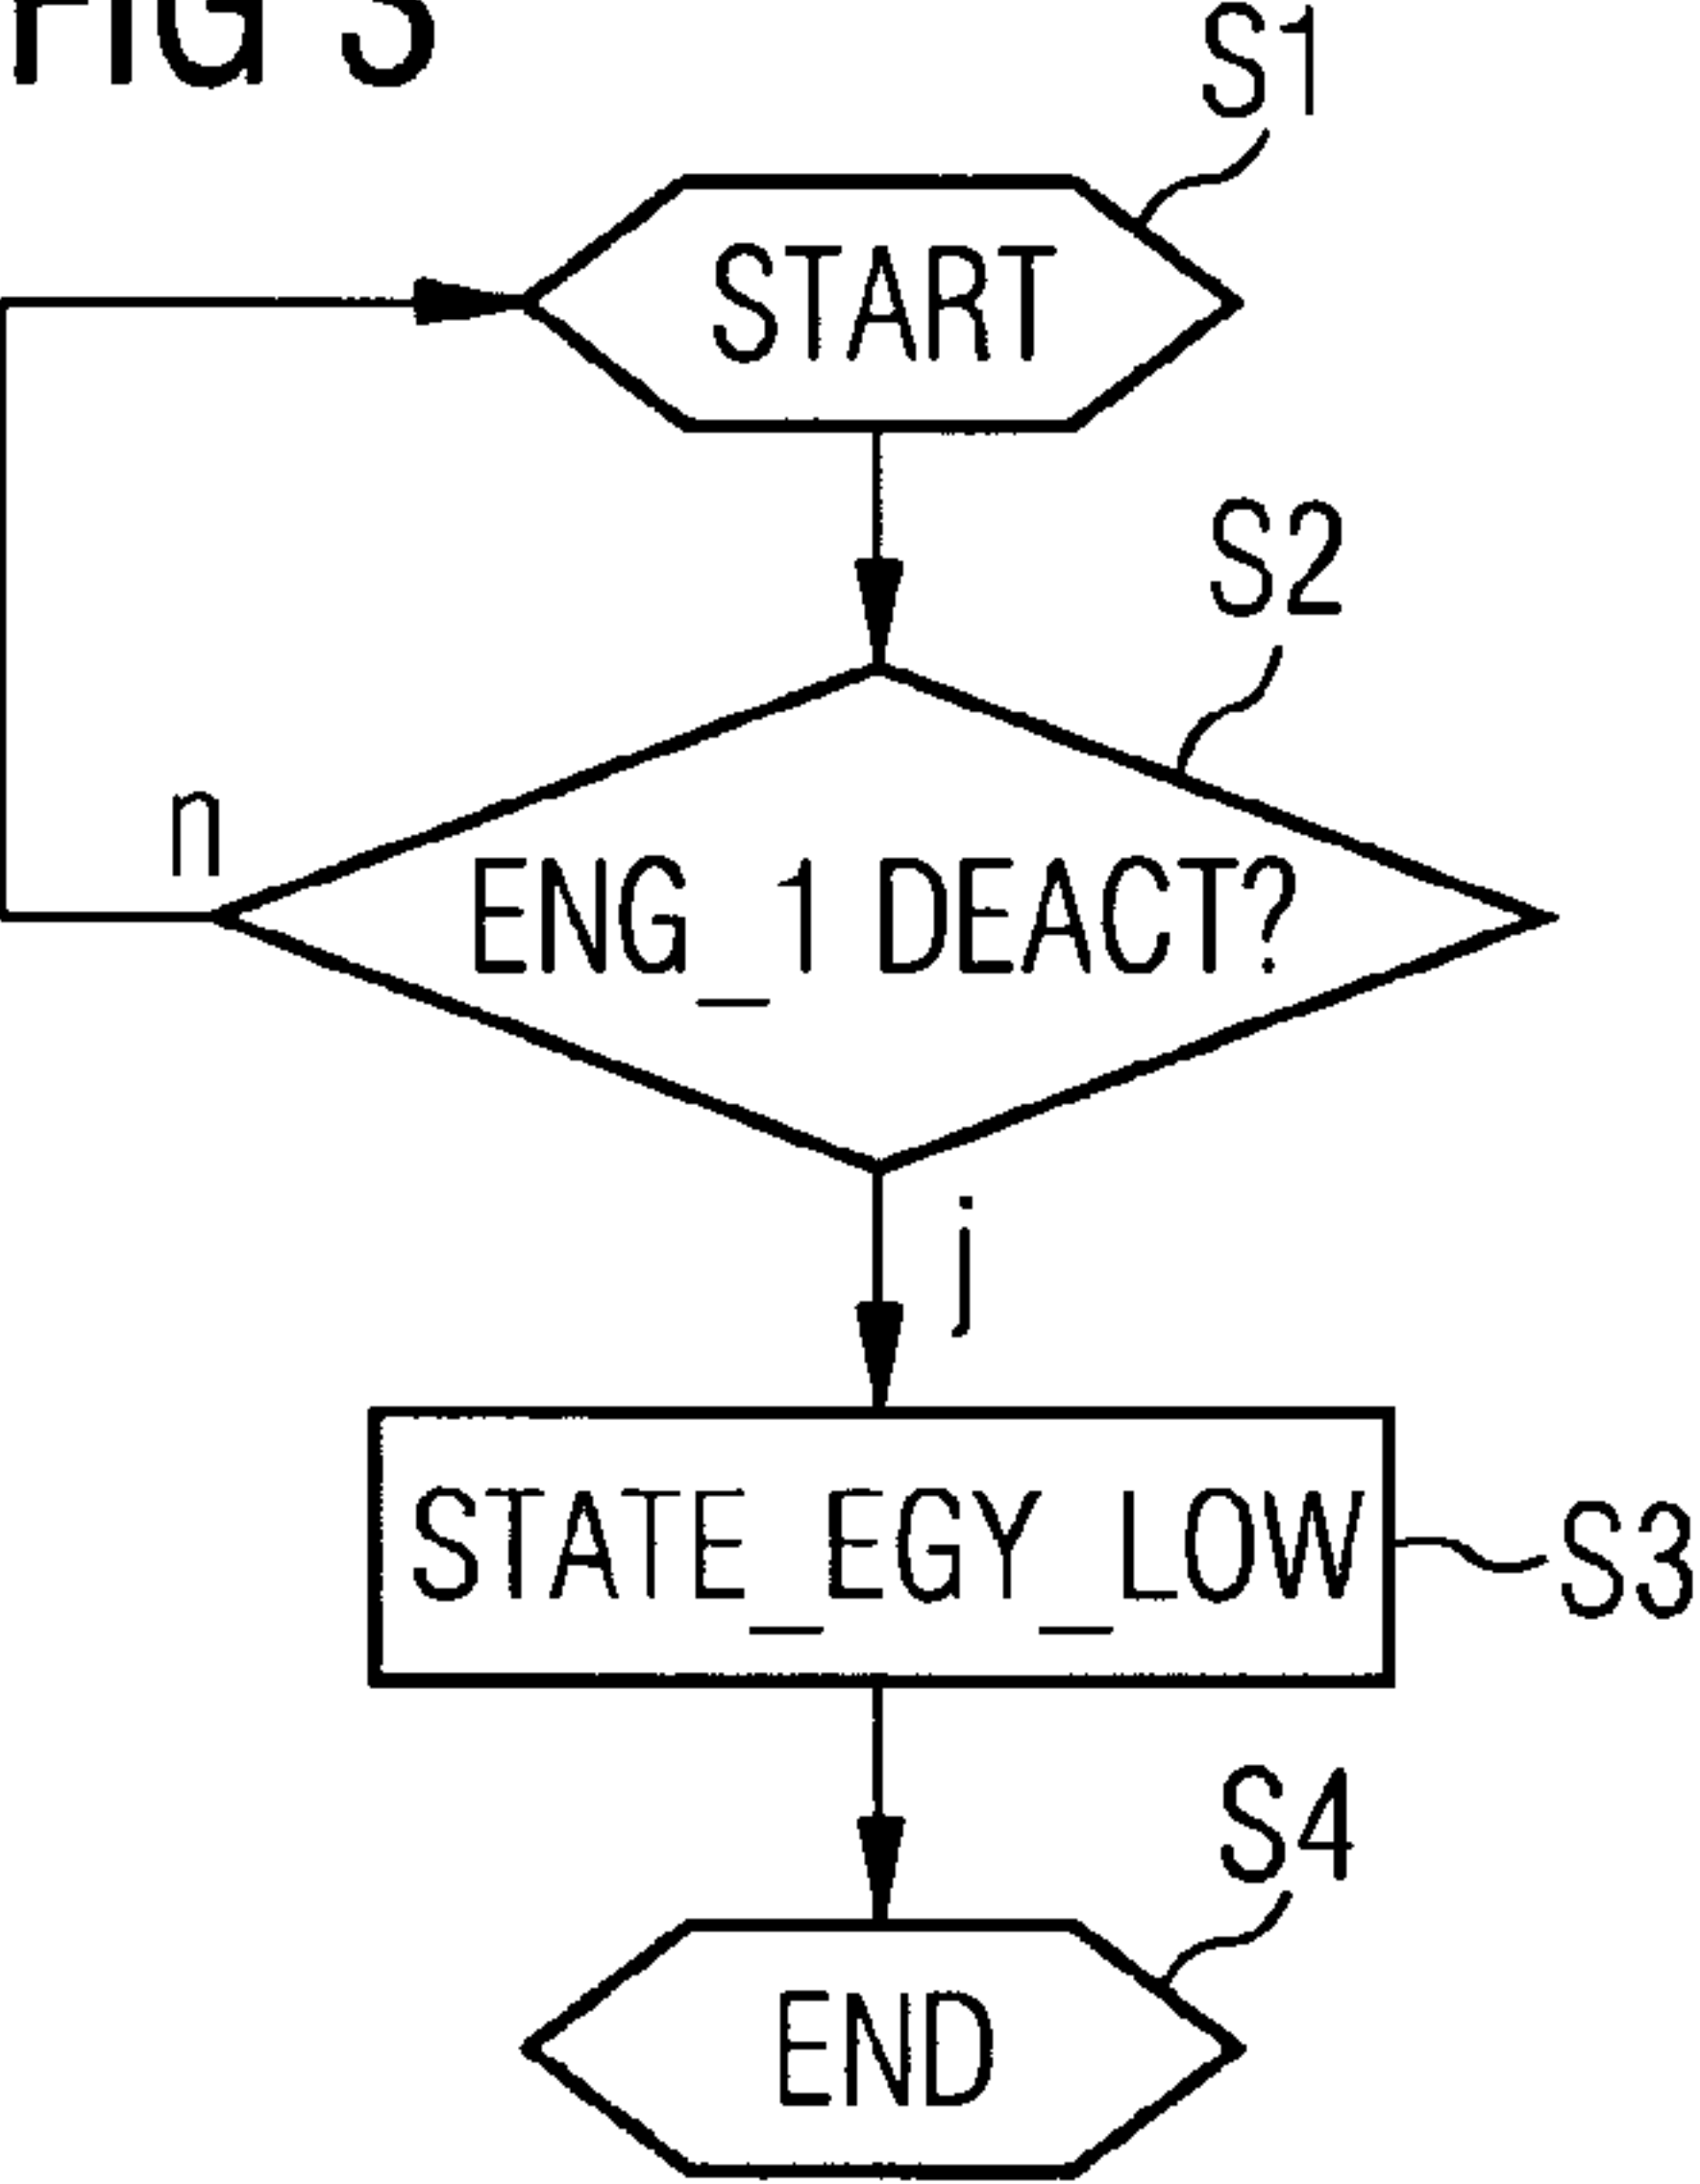 FIG 3
S1
START
S2
n
ENG_1 DEACT?
j
STATE_EGY_LOW
S3
S4
END